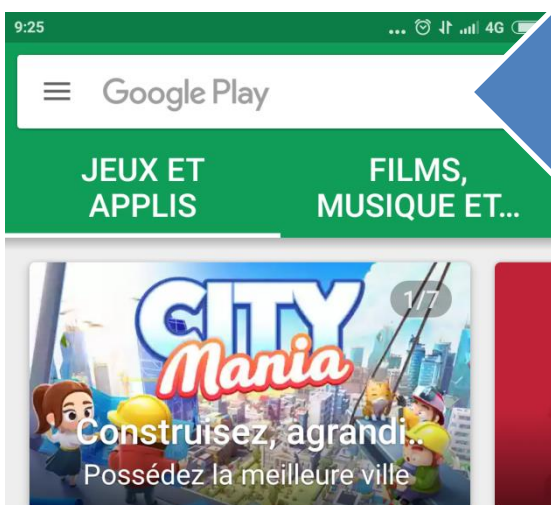 9:25
... 4G
Google Play
JEUX ET
APPLIS
FILMS,
MUSIQUE ET...
1/7
CITY
Mania
Construisez, agrandi..
Possédez la meilleure ville